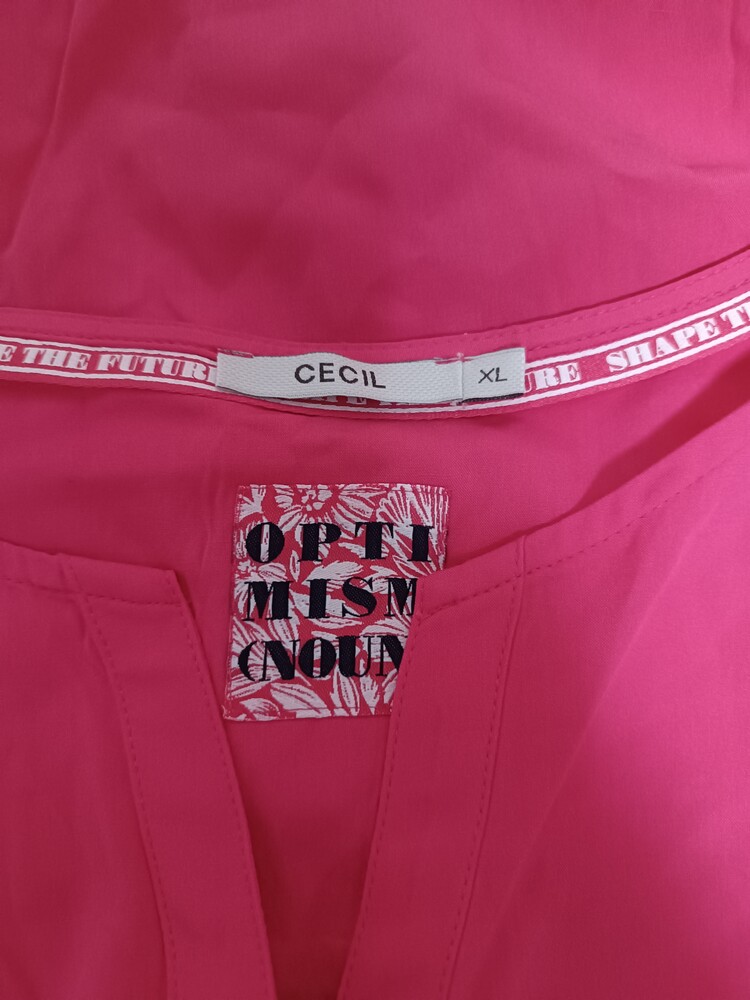 E THE FUTUR CECIL XL URE SHAPE T
OPTI
MISM
(NOUN